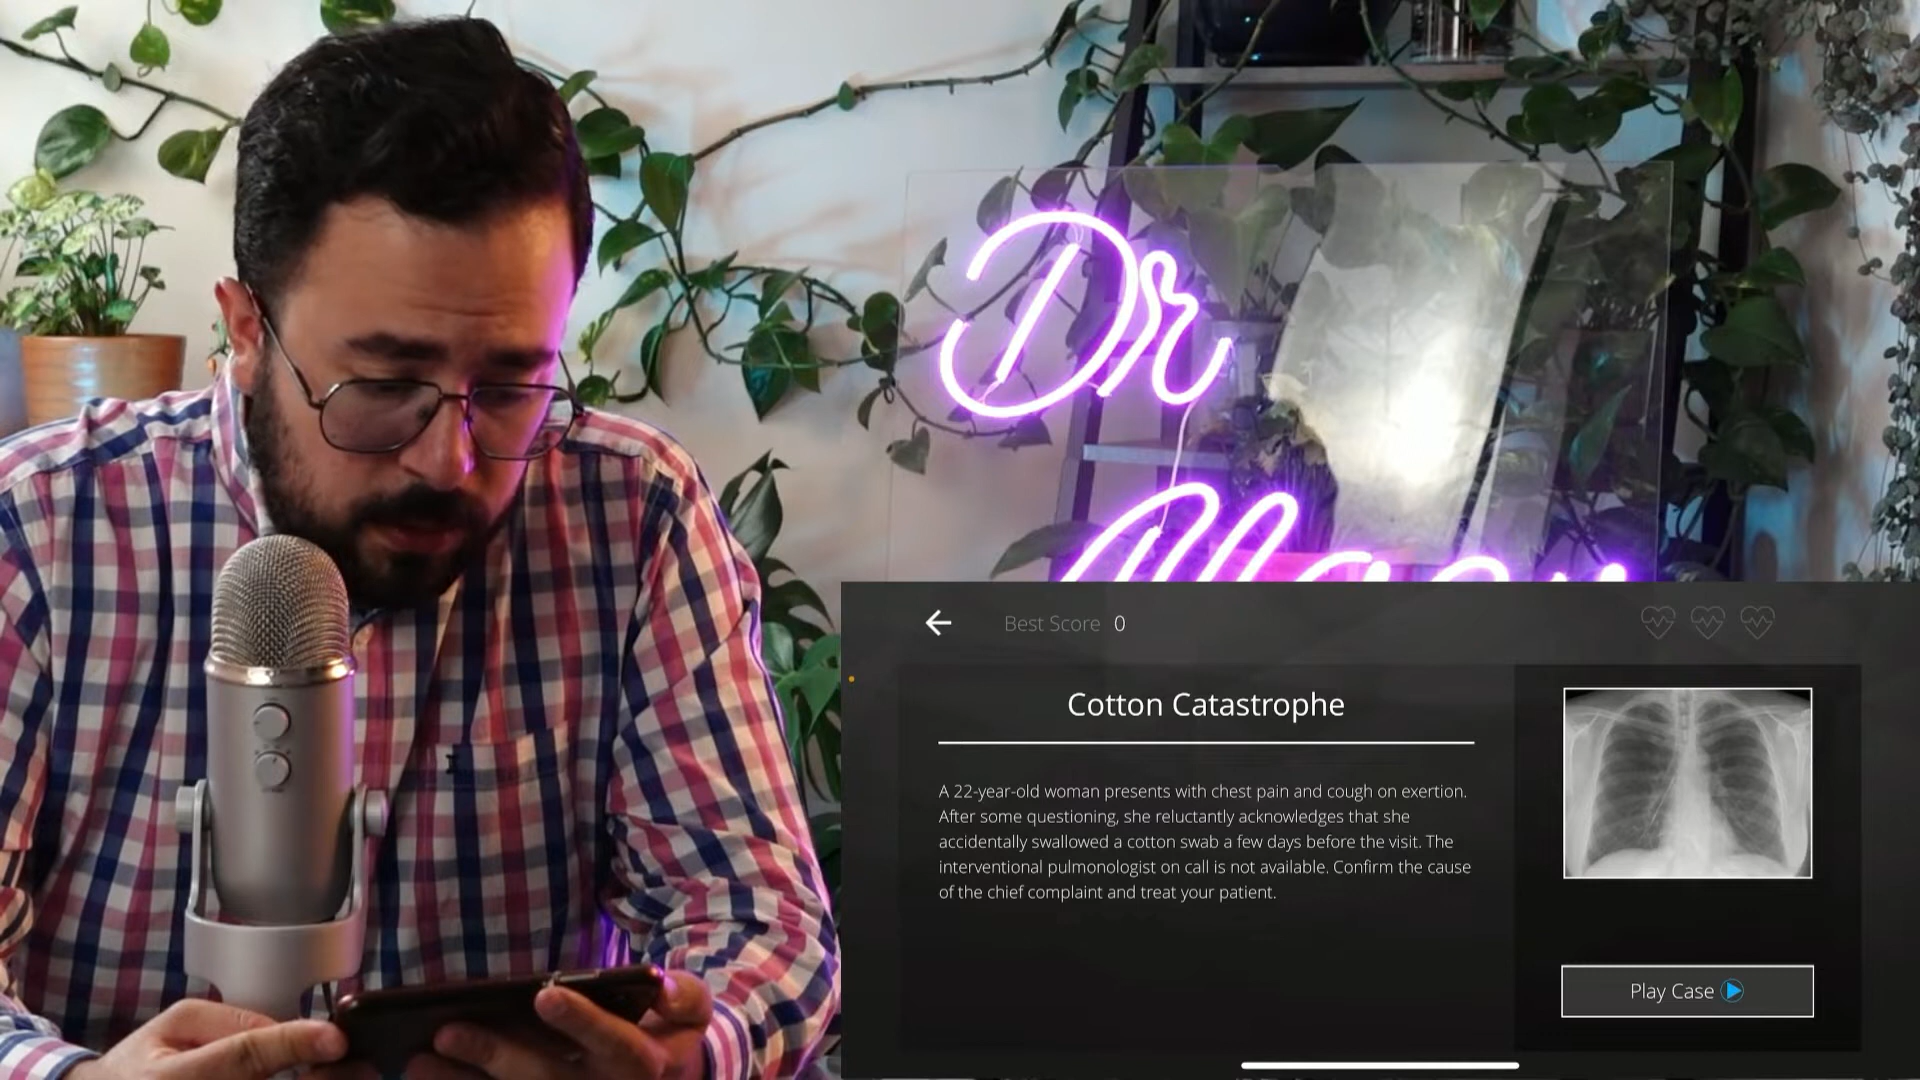 Dr
Best Score 0
Cotton Catastrophe
A 22-year-old woman presents with chest pain and cough on exertion.
After some questioning, she reluctantly acknowledges that she
accidentally swallowed a cotton swab a few days before the visit. The
interventional pulmonologist on call is not available. Confirm the cause
of the chief complaint and treat your patient.
Play Case